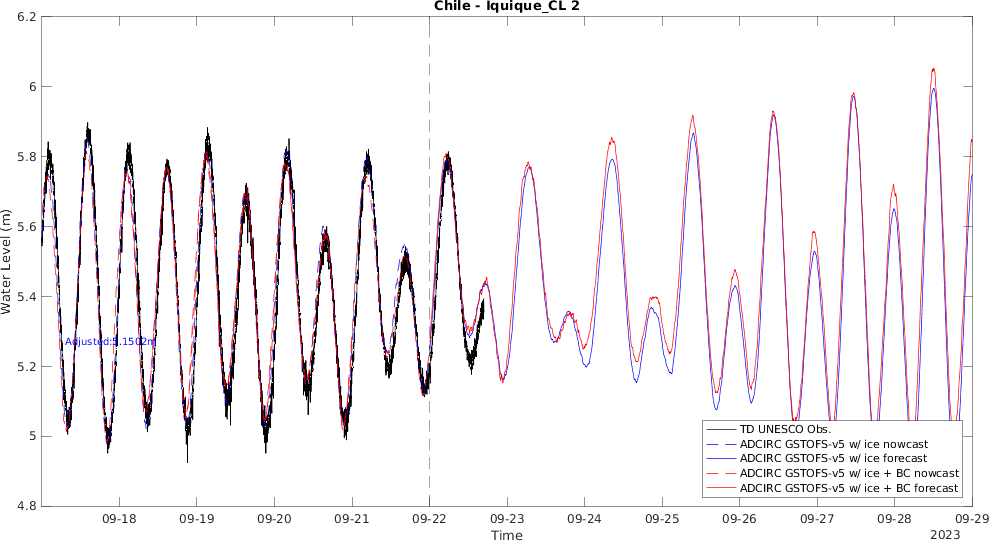 Chile - Iquique_CL 2
6.2
6
5.8
5.6
5.4
5.2
5
4.8
Water Level (m)
Adjusted:5.1502m
TD UNESCO Obs.
ADCIRC GSTOFS-v5 w/ ice nowcast
ADCIRC GSTOFS-v5 w/ ice forecast
ADCIRC GSTOFS-v5 w/ ice + BC nowcast
ADCIRC GSTOFS-v5 w/ ice + BC forecast
09-18 09-19 09-20 09-21 09-22 09-23 09-24 09-25 09-26 09-27 09-28 09-29
Time
2023